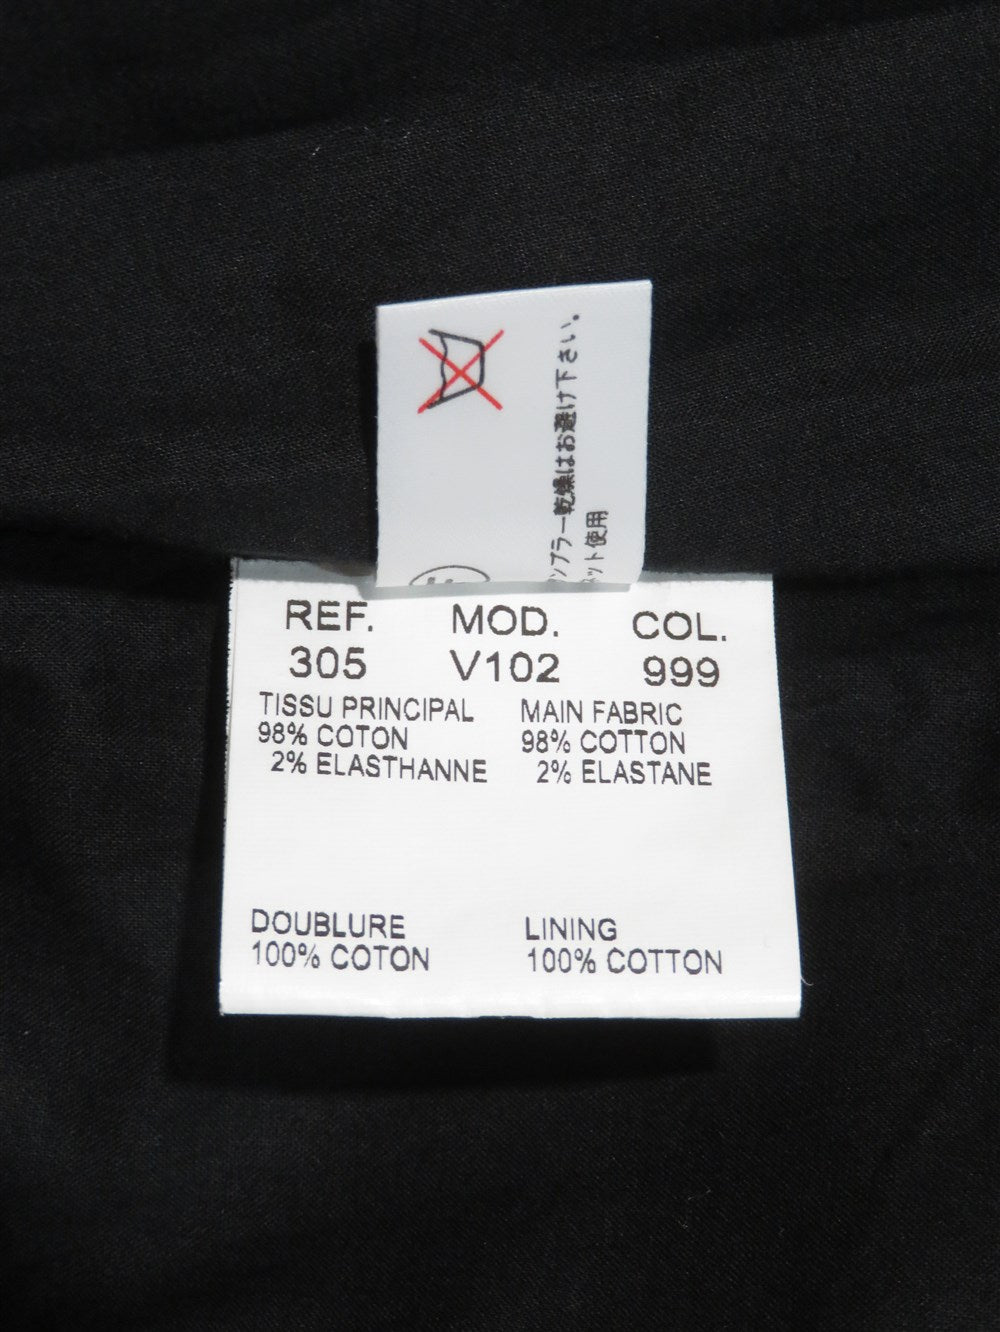 ンブラー乾燥はお避け下さい。
ネット使用
REF. MOD. COL.
305 V102 999
TISSU PRINCIPAL MAIN FABRIC
98% COTON 98% COTTON
2% ELASTHANNE 2% ELASTANE
DOUBLURE LINING
100% COTON 100% COTTON